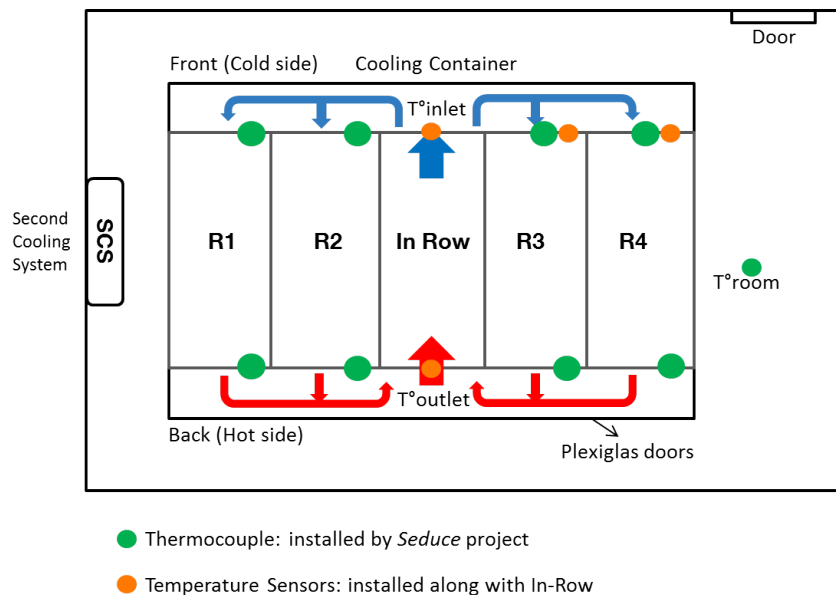 Door
Front (Cold side)
Cooling Container
T°inlet
Second
Cooling
System
SCS
R1
R2
In Row
R3
R4
T°room
T°outlet
Back (Hot side)
Plexiglas doors
Thermocouple: installed by Seduce project
Temperature Sensors: installed along with In-Row